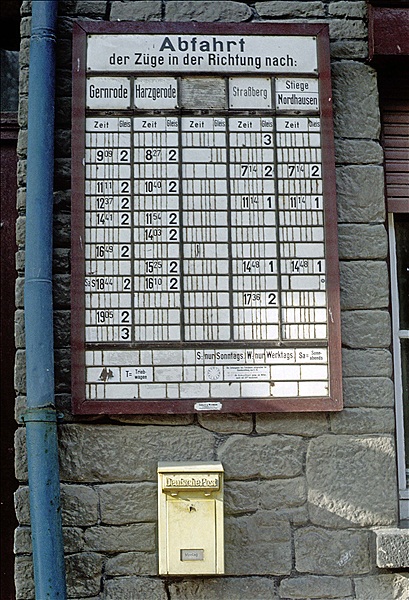 Abfahrt
der Züge in der Richtung nach:
Gernrode Harzgerode Straßberg Stiege Nordhausen
Zeit Gleis Zeit Gleis Zeit Gleis Zeit Gleis Zeit Gleis
3
9 09 2 8 27 2 7 14 2 7 14 2
11 11 2 10 40 2
12 37 2 11 14 1 11 14 1
14 41 2 11 54 2
14 03 2
16 49 2
15 25 2 14 48 1 14 48 1
Sa S 18 44 2 16 10 2
17 36 2
19 05 2
3
S: nur Sonntags. W: nur Werktags. Sa= Sonnabends
T= Triebwagen
Deutsche Post